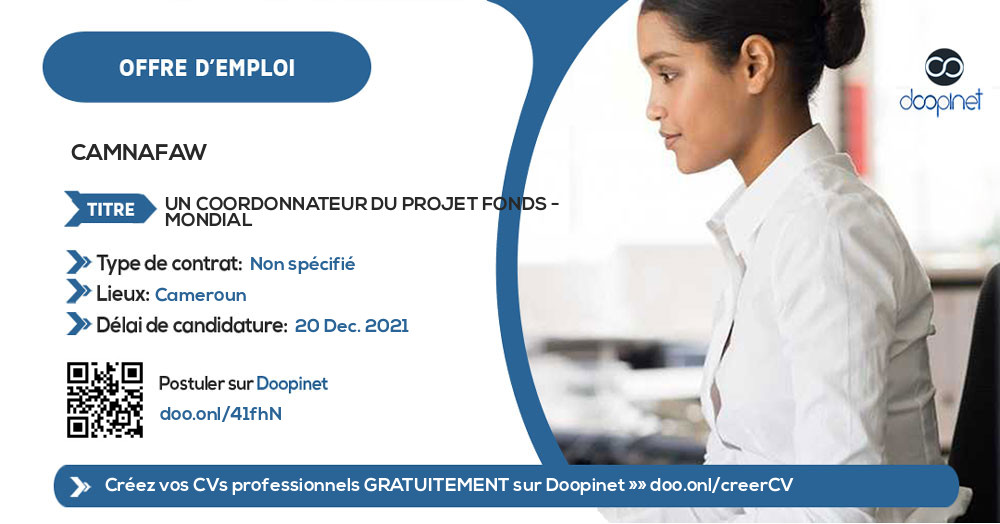 OFFRE D'EMPLOI
doopinet
CAMNAFAW
TITRE
UN COORDONNATEUR DU PROJET FONDS -
MONDIAL
Type de contrat: Non spécifié
Lieux: Cameroun
Délai de candidature: 20 Dec. 2021
Postuler sur Doopinet
doo.onl/41fhN
Créez vos CVs professionnels GRATUITEMENT sur Doopinet »» doo.onl/creerCV